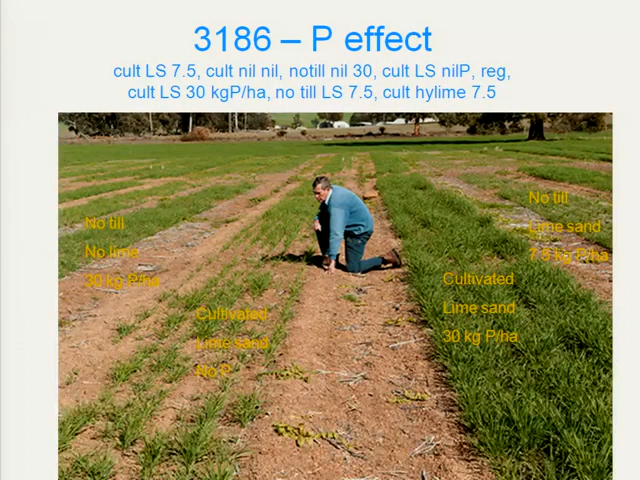 3186 – P effect
cult LS 7.5, cult nil nil, notill nil 30, cult LS nilP, reg,
cult LS 30 kgP/ha, no till LS 7.5, cult hylime 7.5
No till
No lime
30 kg P/ha
Cultivated
Lime sand
No P
Cultivated
Lime sand
30 kg P/ha
No till
Lime sand
7.5 kg P/ha